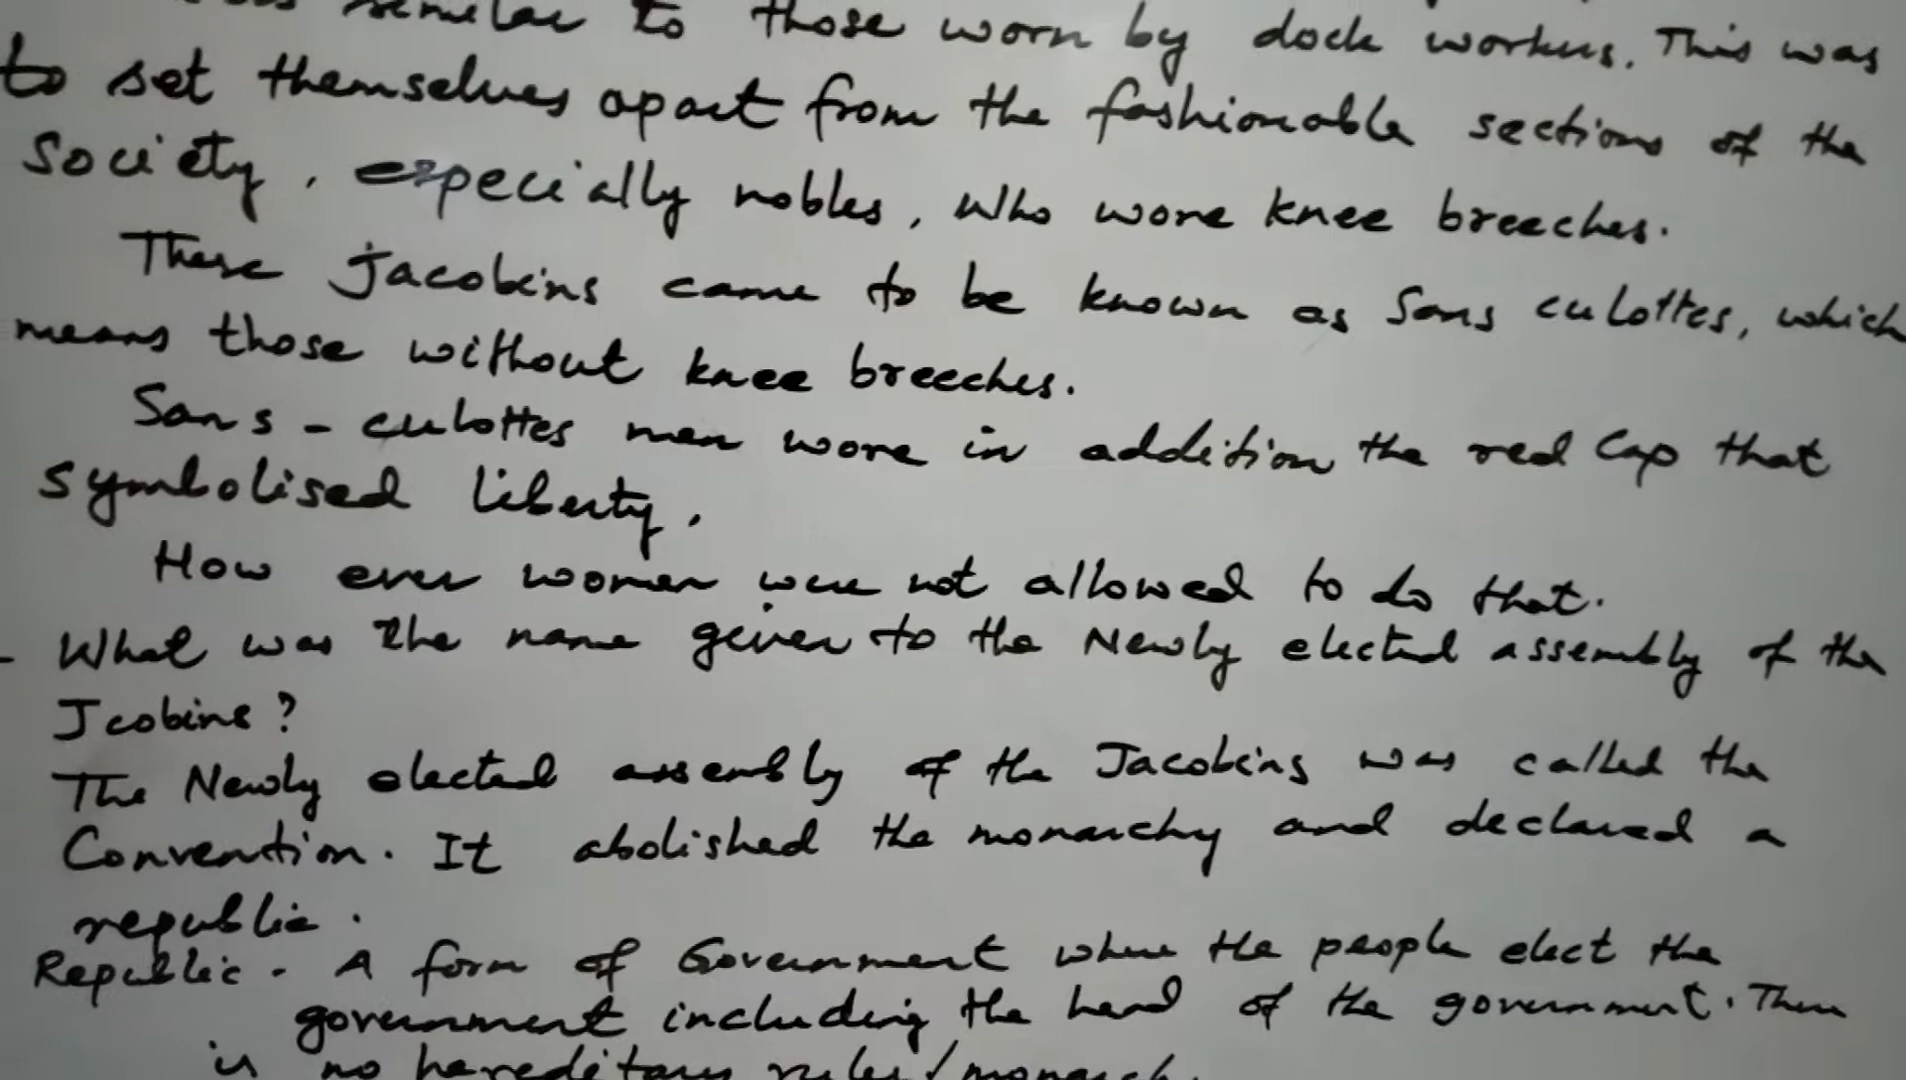 similar to those worn by dock workers. This was
to set themselves apart from the fashionable sections of the
society, especially nobles, who wore knee breeches.
These Jacobins came to be known as Sans culottes, which
means those without knee breeches.
Sans - culottes men wore in addition the red Cap that
symbolised liberty.
How ever women were not allowed to do that.
- What was the name given to the Newly elected assembly of the
Jcobins?
The Newly elected assembly of the Jacobins was called the
Convention. It abolished the monarchy and declared a
republic.
Republic - A form of Government where the people elect the
government including the head of the government. There
is no hereditary ruler/monarch.